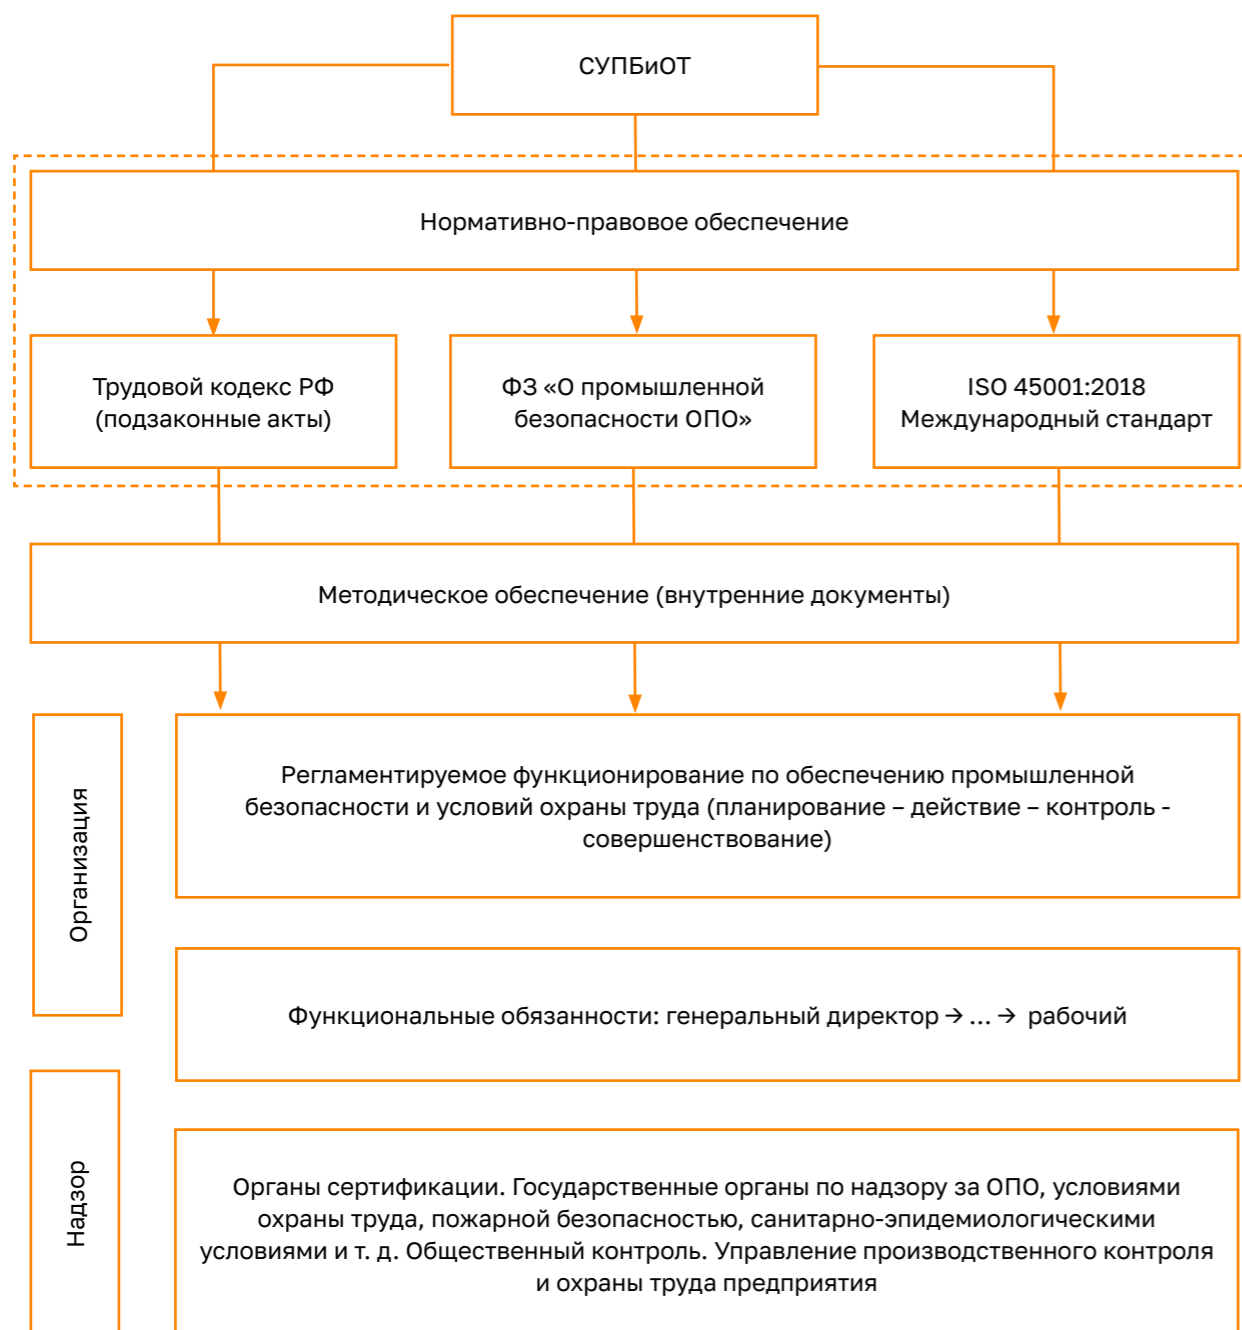 СУПБиОТ
Нормативно-правовое обеспечение
Трудовой кодекс РФ
(подзаконные акты)
ФЗ «О промышленной
безопасности ОПО»
ISO 45001:2018
Международный стандарт
Методическое обеспечение (внутренние документы)
Организация
Регламентируемое функционирование по обеспечению промышленной
безопасности и условий охраны труда (планирование – действие – контроль -
совершенствование)
Функциональные обязанности: генеральный директор → ... → рабочий
Надзор
Органы сертификации. Государственные органы по надзору за ОПО, условиями
охраны труда, пожарной безопасностью, санитарно-эпидемиологическими
условиями и т. д. Общественный контроль. Управление производственного контроля
и охраны труда предприятия